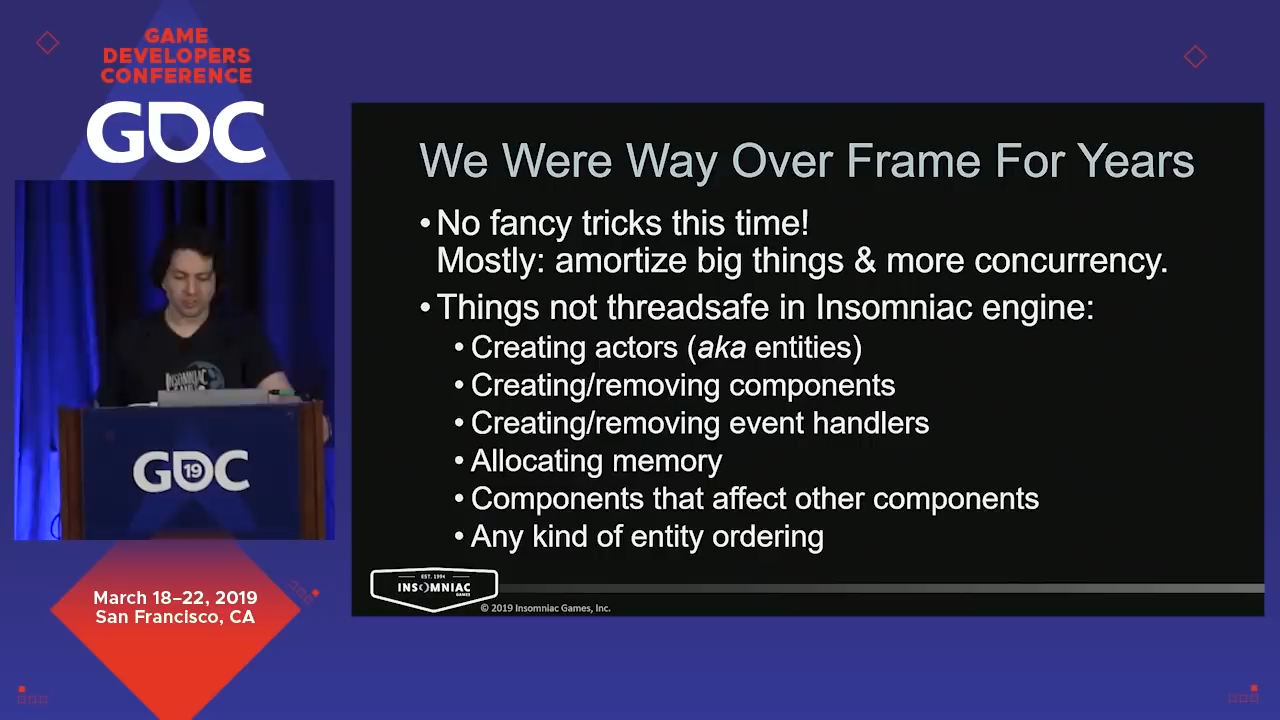 GAME
DEVELOPERS
CONFERENCE
GDC
We Were Way Over Frame For Years
• No fancy tricks this time!
Mostly: amortize big things & more concurrency.
• Things not threadsafe in Insomniac engine:
• Creating actors (aka entities)
• Creating/removing components
• Creating/removing event handlers
• Allocating memory
• Components that affect other components
• Any kind of entity ordering
INSOMNIAC
GDC
19
March 18–22, 2019
San Francisco, CA
EST. 1994
INSOMNIAC
GAMES
© 2019 Insomniac Games, Inc.